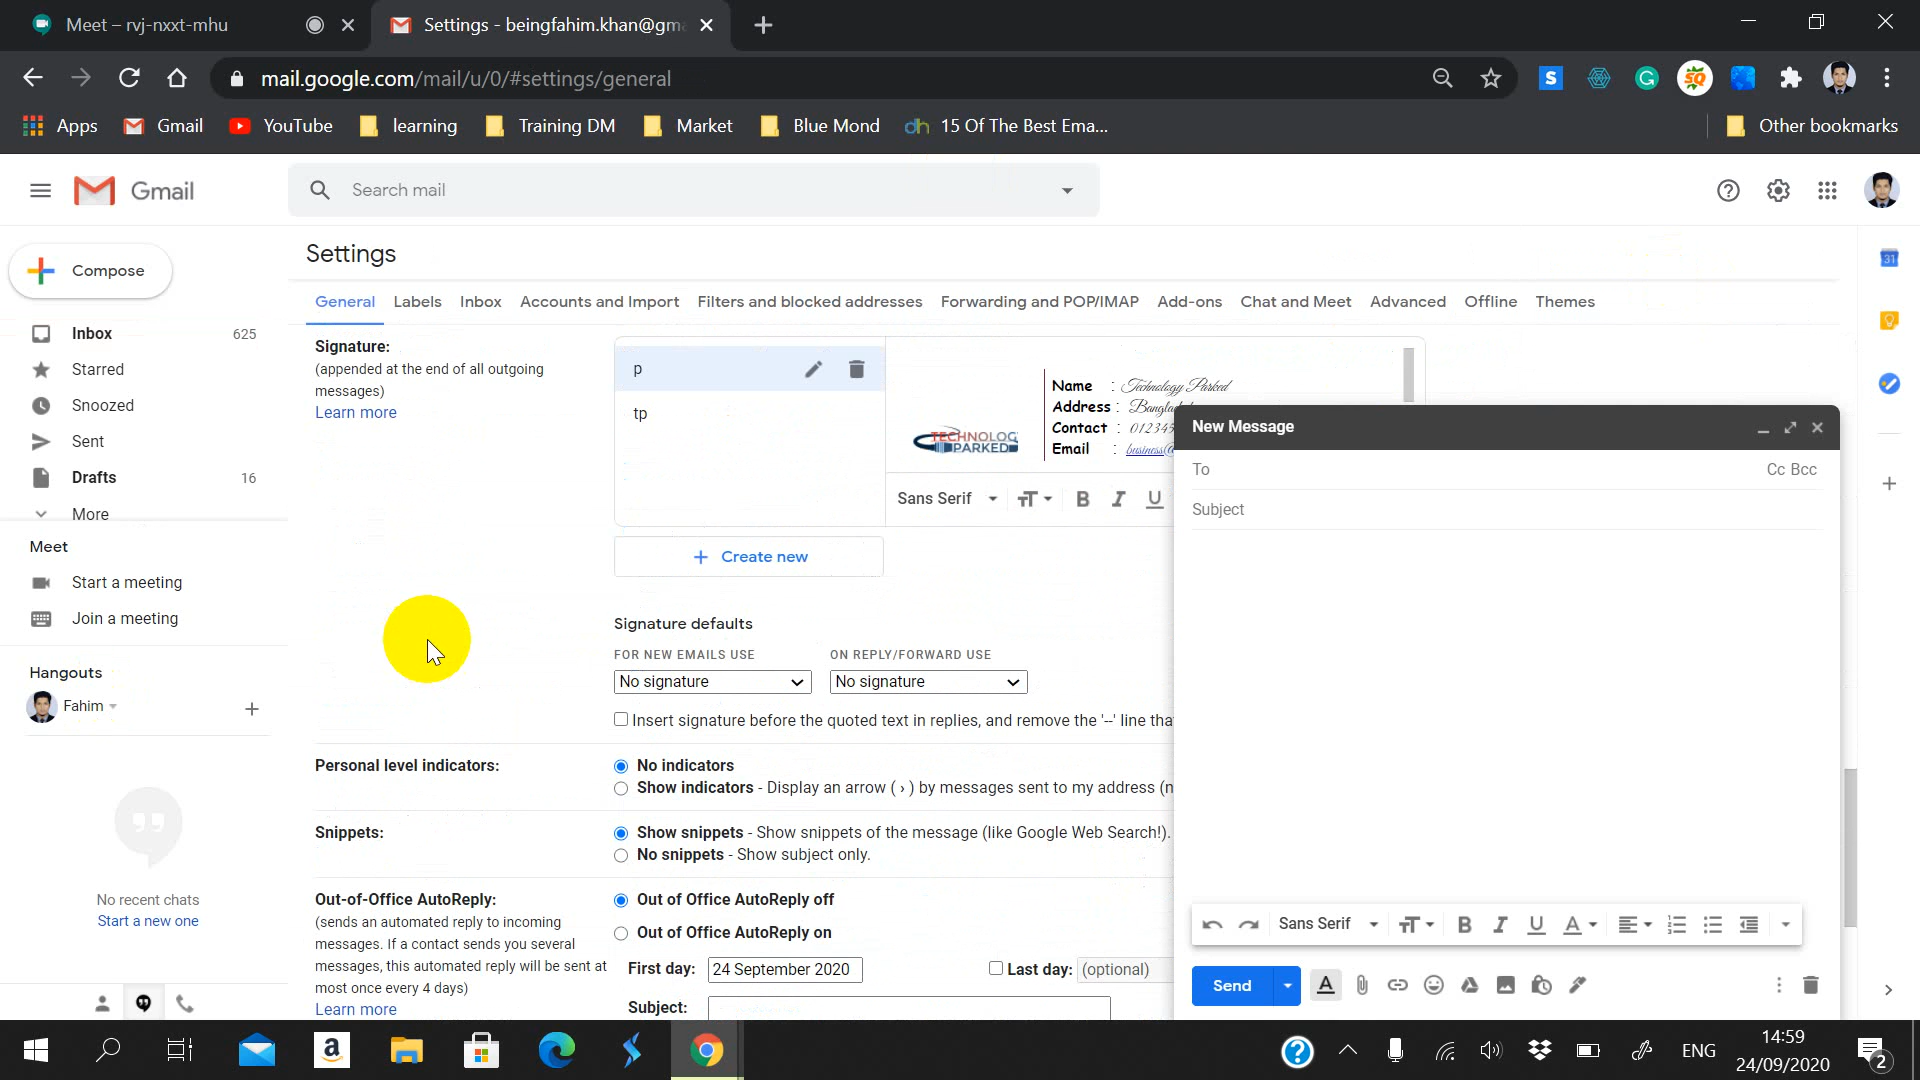 Meet – rvj-nxxt-mhu
Settings - beingfahim.khan@gm
mail.google.com/mail/u/0/#settings/general
Apps
Gmail
YouTube
learning
Training DM
Market
Blue Mond
15 Of The Best Ema...
Other bookmarks
Gmail
Search mail
Compose
Inbox 625
Starred
Snoozed
Sent
Drafts 16
More
Meet
Start a meeting
Join a meeting
Hangouts
Fahim
No recent chats
Start a new one
Settings
General Labels Inbox Accounts and Import Filters and blocked addresses Forwarding and POP/IMAP Add-ons Chat and Meet Advanced Offline Themes
Signature:
(appended at the end of all outgoing
messages)
Learn more
p
tp
TECHNOLOG
PARKED
Name : Technology Parked
Address :
Contact : 012345
Email : business@
Sans Serif
B I U
+ Create new
Signature defaults
FOR NEW EMAILS USE
ON REPLY/FORWARD USE
No signature
No signature
Insert signature before the quoted text in replies, and remove the '--' line tha
Personal level indicators:
No indicators
Show indicators - Display an arrow ( › ) by messages sent to my address (n
Snippets:
Show snippets - Show snippets of the message (like Google Web Search!).
No snippets - Show subject only.
Out-of-Office AutoReply:
(sends an automated reply to incoming
messages. If a contact sends you several
messages, this automated reply will be sent at
most once every 4 days)
Learn more
Out of Office AutoReply off
Out of Office AutoReply on
First day: 24 September 2020
Last day: (optional)
Subject:
New Message
To
Cc Bcc
Subject
Sans Serif
B I U A
Send
A
31
ENG
14:59
24/09/2020
2